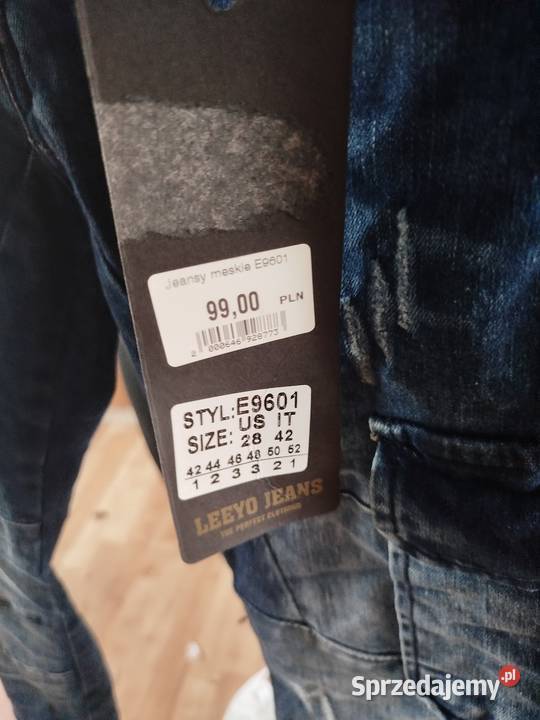 Jeansy meskie E9601
99,00 PLN
2 000646 928773
STYL:E9601
US IT
SIZE: 28 42
42 44 46 48 50 52
1 2 3 3 2 1
LEEYO JEANS
THE PERFECT CLOTHING
Sprzedajemy.pl